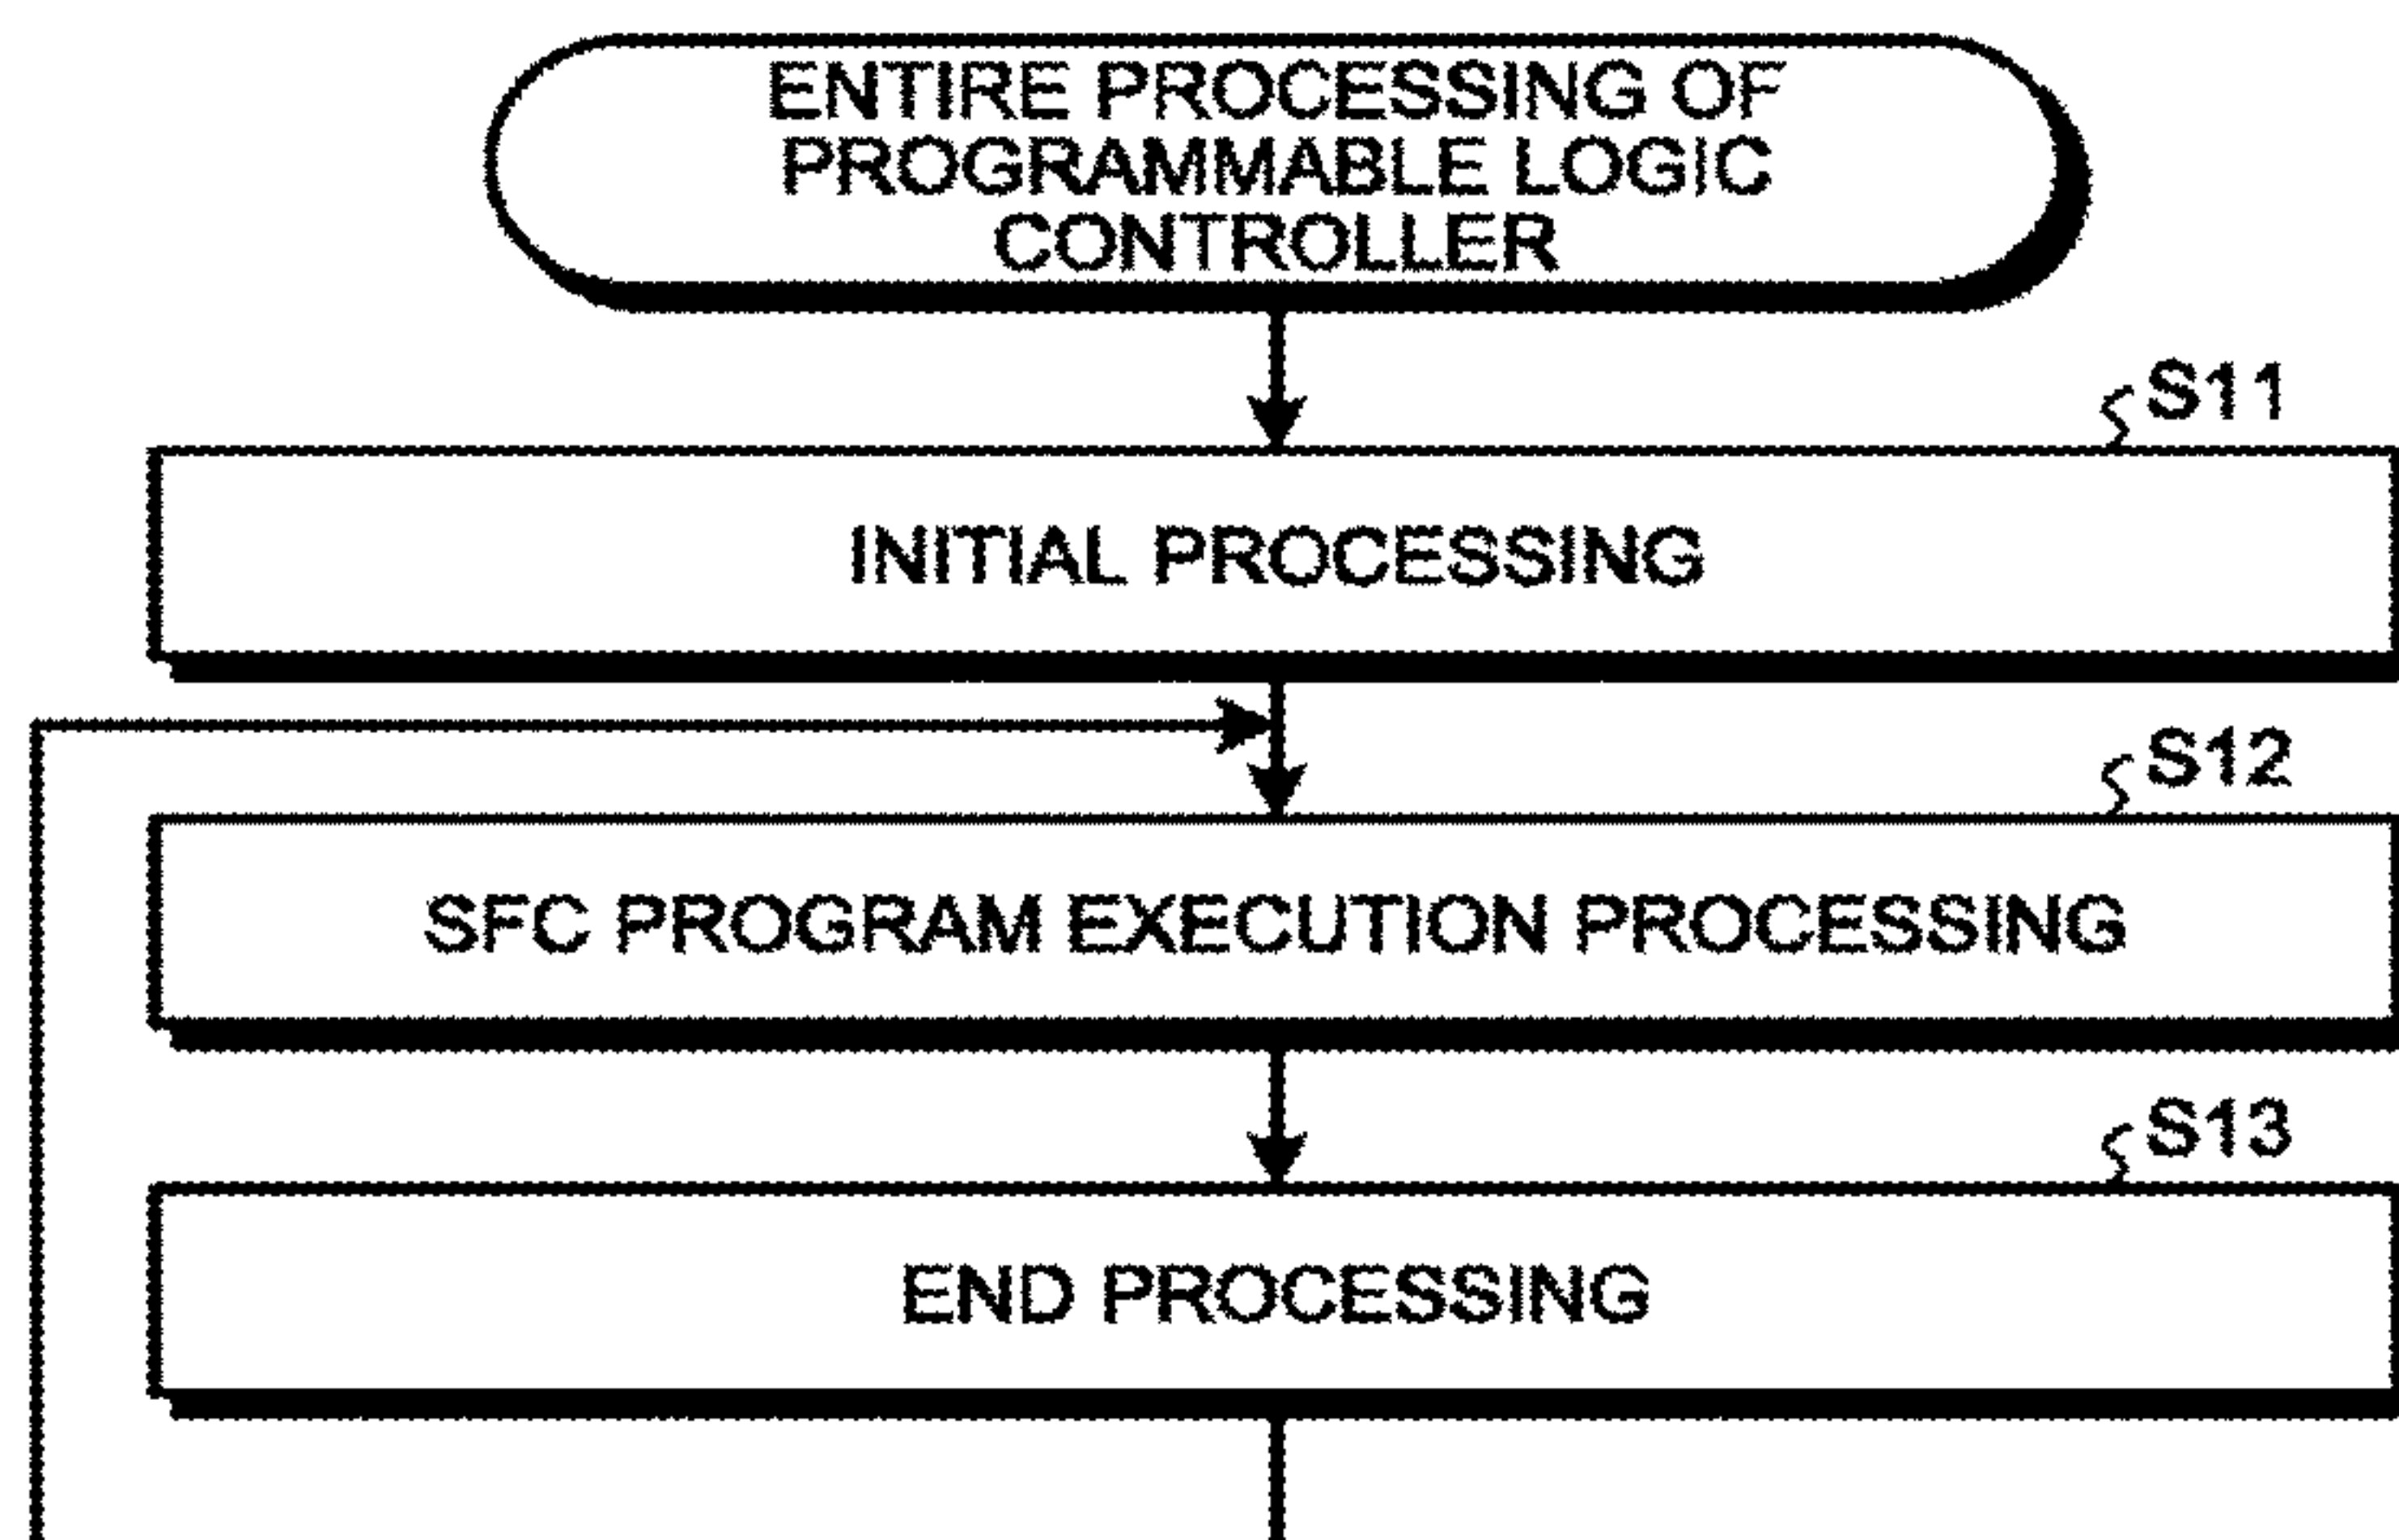 ENTIRE PROCESSING OF
PROGRAMMABLE LOGIC
CONTROLLER
S11
INITIAL PROCESSING
S12
SFC PROGRAM EXECUTION PROCESSING
S13
END PROCESSING